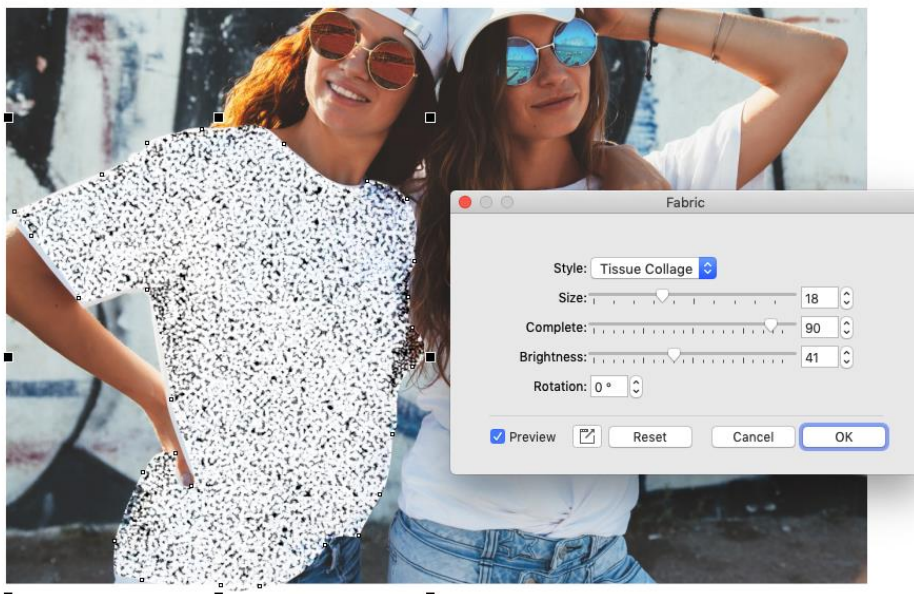 Fabric
Style: Tissue Collage
Size: 18
Complete: 90
Brightness: 41
Rotation: 0 °
Preview Reset Cancel OK